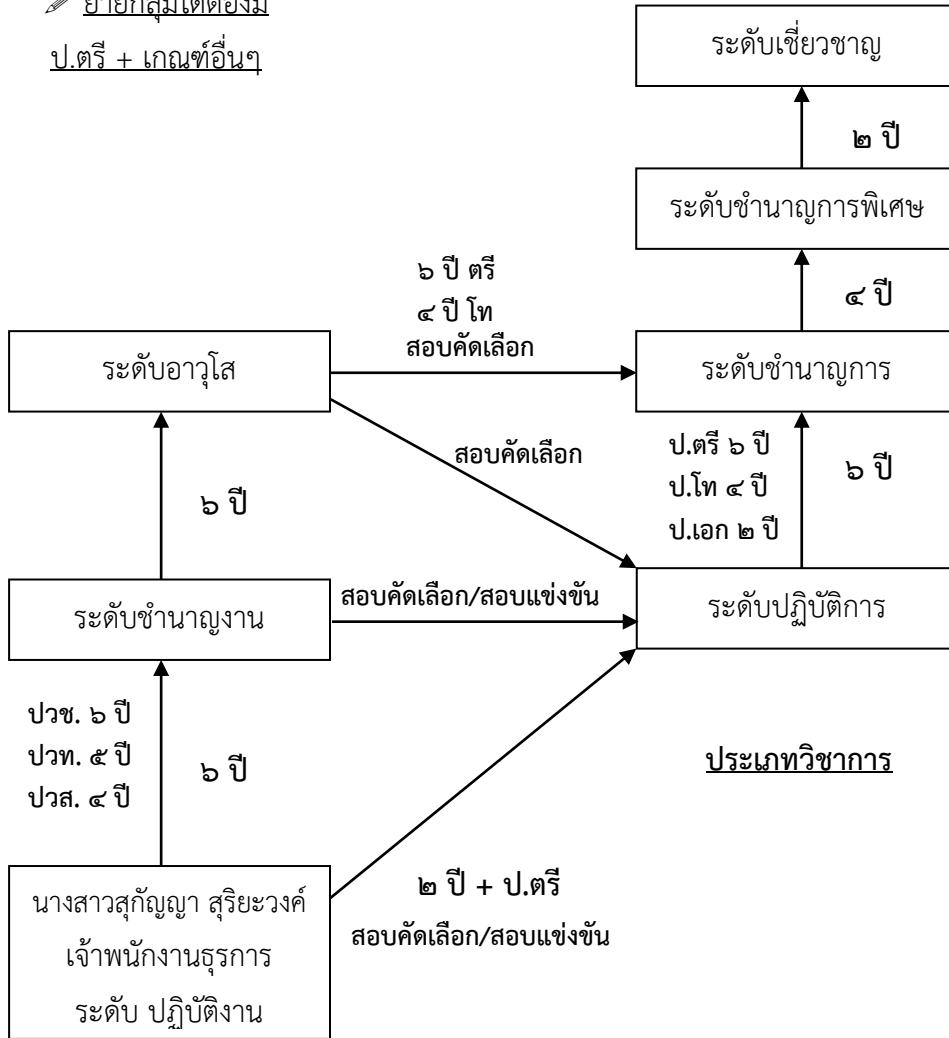 ย้ายกลุ่มได้ต้องมี
ป.ตรี + เกณฑ์อื่นๆ
ระดับเชี่ยวชาญ
๒ ปี
ระดับชำนาญการพิเศษ
๔ ปี
๖ ปี ตรี
๔ ปี โท
สอบคัดเลือก
ระดับอาวุโส
ระดับชำนาญการ
สอบคัดเลือก
ป.ตรี ๖ ปี
ป.โท ๔ ปี
ป.เอก ๒ ปี
๖ ปี
๖ ปี
ระดับชำนาญงาน
สอบคัดเลือก/สอบแข่งขัน
ระดับปฏิบัติการ
ปวช. ๖ ปี
ปวท. ๕ ปี
ปวส. ๔ ปี
๖ ปี
ประเภทวิชาการ
๒ ปี + ป.ตรี
สอบคัดเลือก/สอบแข่งขัน
นางสาวสุกัญญา สุริยะวงค์
เจ้าพนักงานธุรการ
ระดับ ปฏิบัติงาน